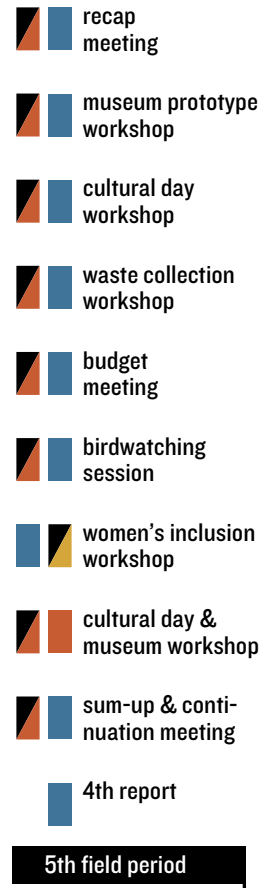 recap
meeting
museum prototype
workshop
cultural day
workshop
waste collection
workshop
budget
meeting
birdwatching
session
women's inclusion
workshop
cultural day &
museum workshop
sum-up & conti-
nuation meeting
4th report
5th field period